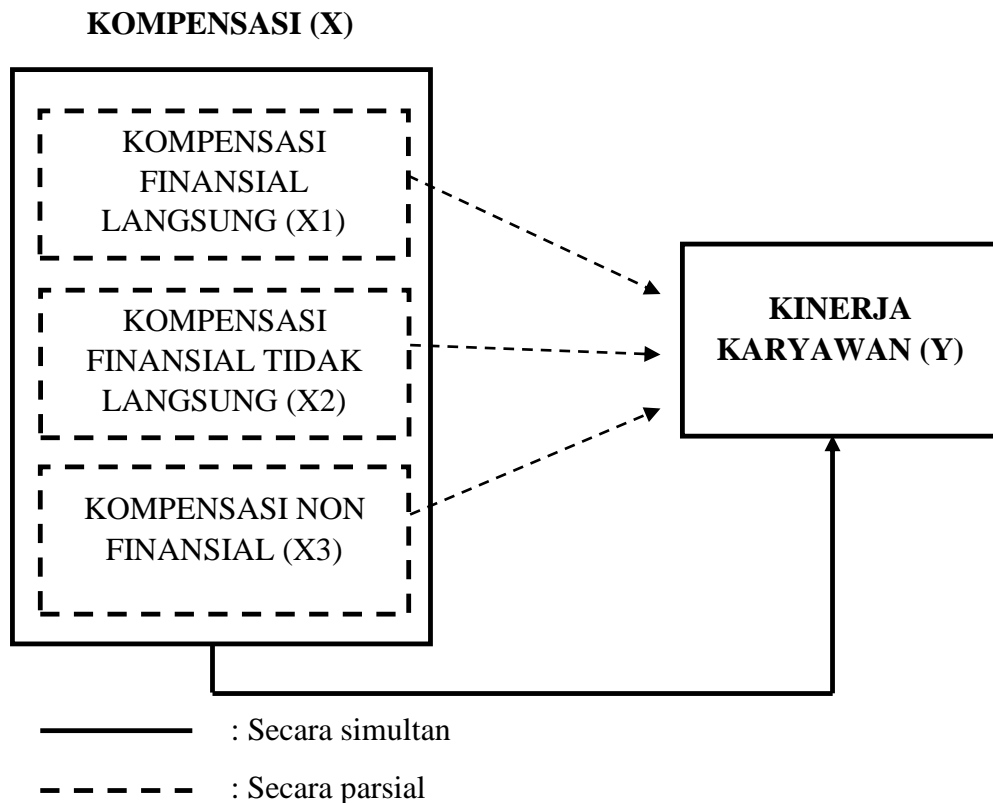 KOMPENSASI (X)
KOMPENSASI
FINANSIAL
LANGSUNG (X1)
KOMPENSASI
FINANSIAL TIDAK
LANGSUNG (X2)
KOMPENSASI NON
FINANSIAL (X3)
KINERJA
KARYAWAN (Y)
: Secara simultan
: Secara parsial